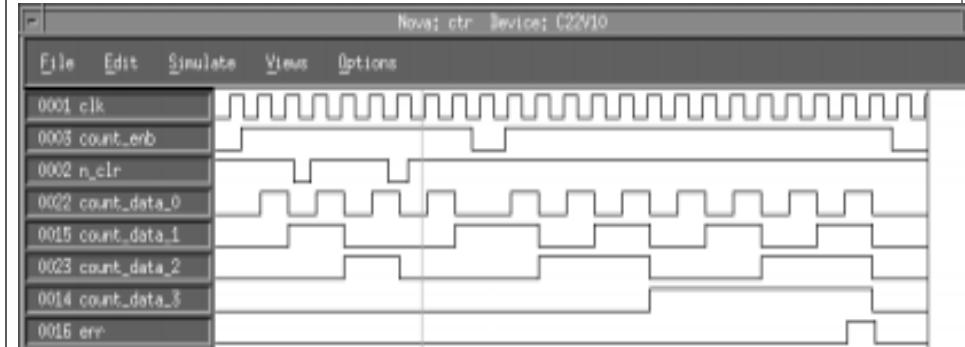 Nova: ctr Device: C22V10
File Edit Simulate Views Options
0001 clk
0003 count_enb
0002 n_clr
0022 count_data_0
0015 count_data_1
0023 count_data_2
0014 count_data_3
0016 err